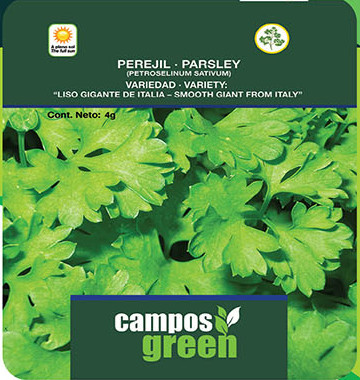 A pleno sol
The full sun
PEREJIL · PARSLEY
(PETROSELINUM SATIVUM)
VARIEDAD · VARIETY:
“LISO GIGANTE DE ITALIA – SMOOTH GIANT FROM ITALY”
Cont. Neto: 4g
campos
green